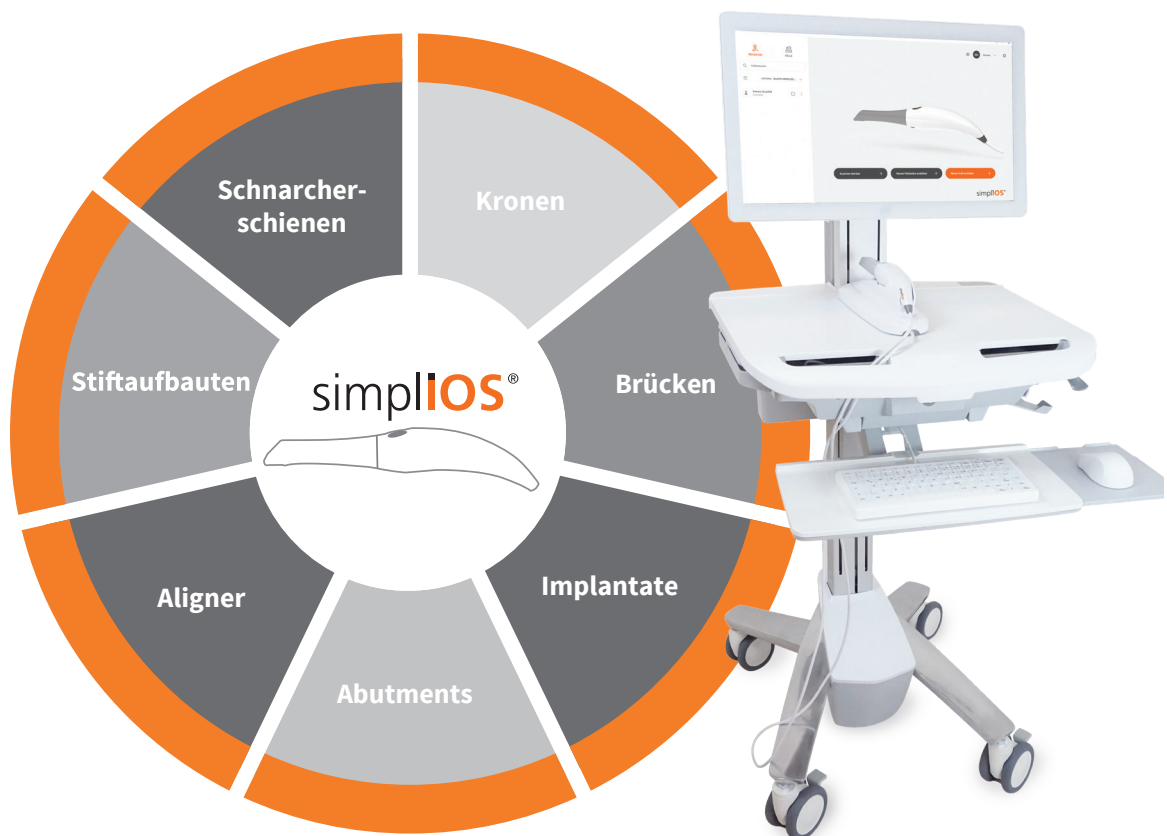 Schnarcher-
schienen
Kronen
Stiftaufbauten
Brücken
simpliOS®
Aligner
Implantate
Abutments
simpliOS®